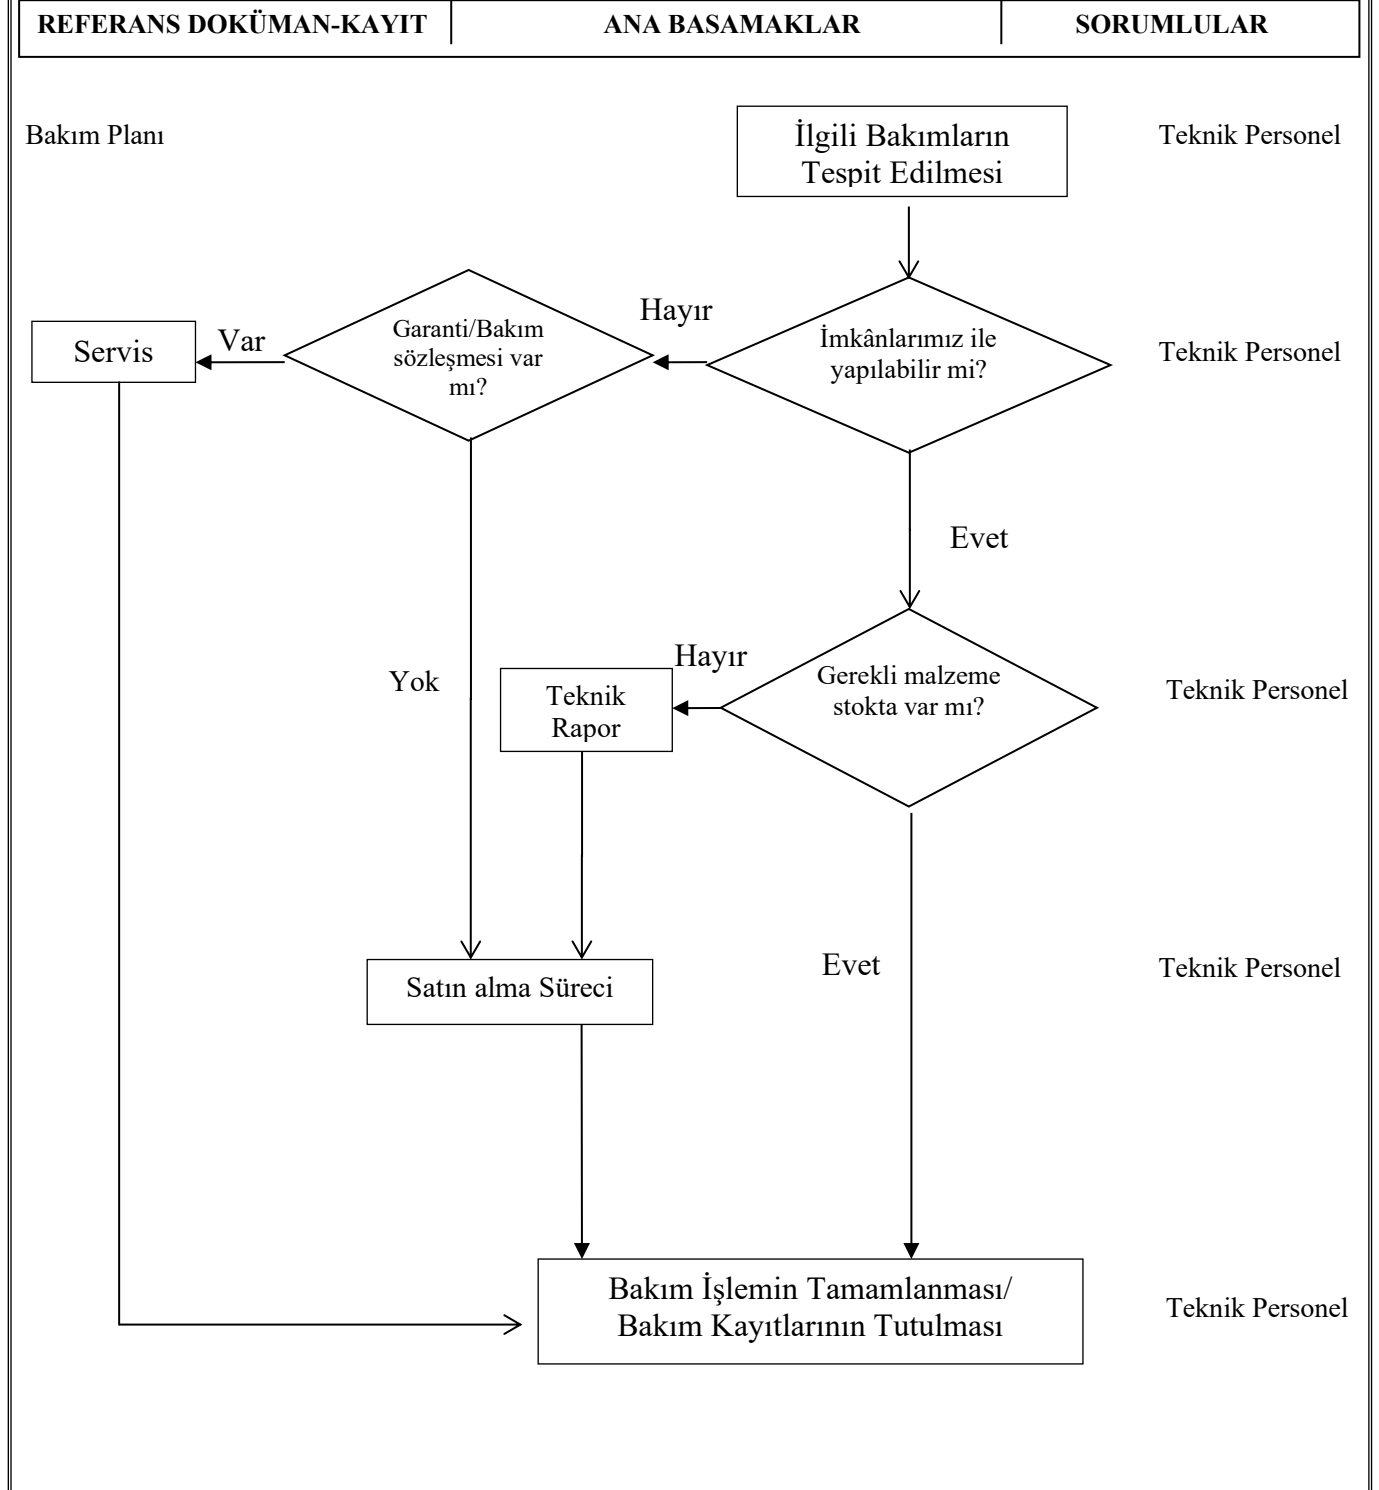 REFERANS DOKÜMAN-KAYIT
ANA BASAMAKLAR
SORUMLULAR
Bakım Planı
İlgili Bakımların
Tespit Edilmesi
Teknik Personel
Servis
Var
Garanti/Bakım
sözleşmesi var
mı?
Hayır
İmkânlarımız ile
yapılabilir mi?
Teknik Personel
Evet
Yok
Teknik
Rapor
Hayır
Gerekli malzeme
stokta var mı?
Teknik Personel
Satın alma Süreci
Evet
Teknik Personel
Bakım İşlemin Tamamlanması/
Bakım Kayıtlarının Tutulması
Teknik Personel